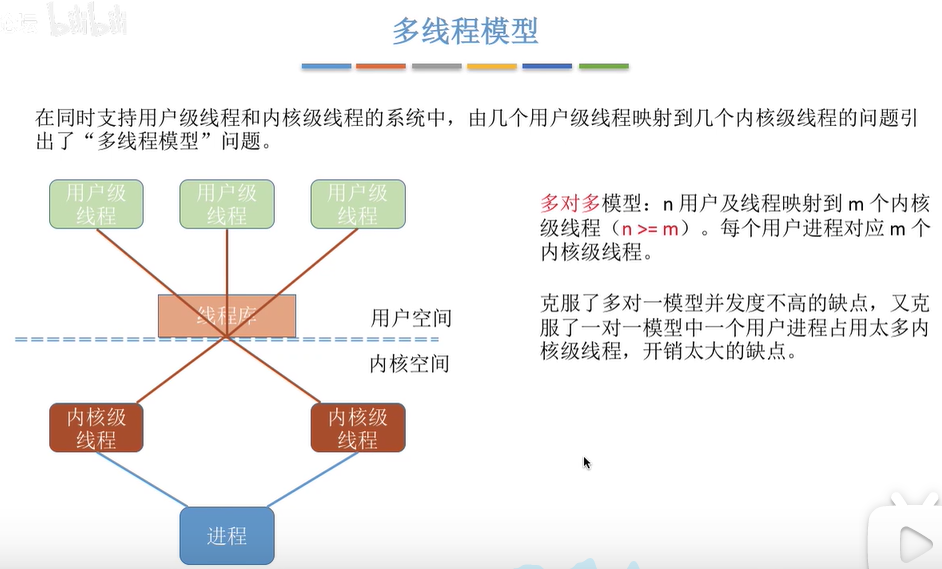 bilibili
多线程模型
在同时支持用户级线程和内核级线程的系统中，由几个用户级线程映射到几个内核级线程的问题引
出了“多线程模型”问题。
用户级
线程
用户级
线程
用户级
线程
线程库
用户空间
内核空间
内核级
线程
内核级
线程
进程
多对多模型：n 用户及线程映射到 m 个内核
级线程（n >= m）。每个用户进程对应 m 个
内核级线程。
克服了多对一模型并发度不高的缺点，又克
服了一对一模型中一个用户进程占用太多内
核级线程，开销太大的缺点。